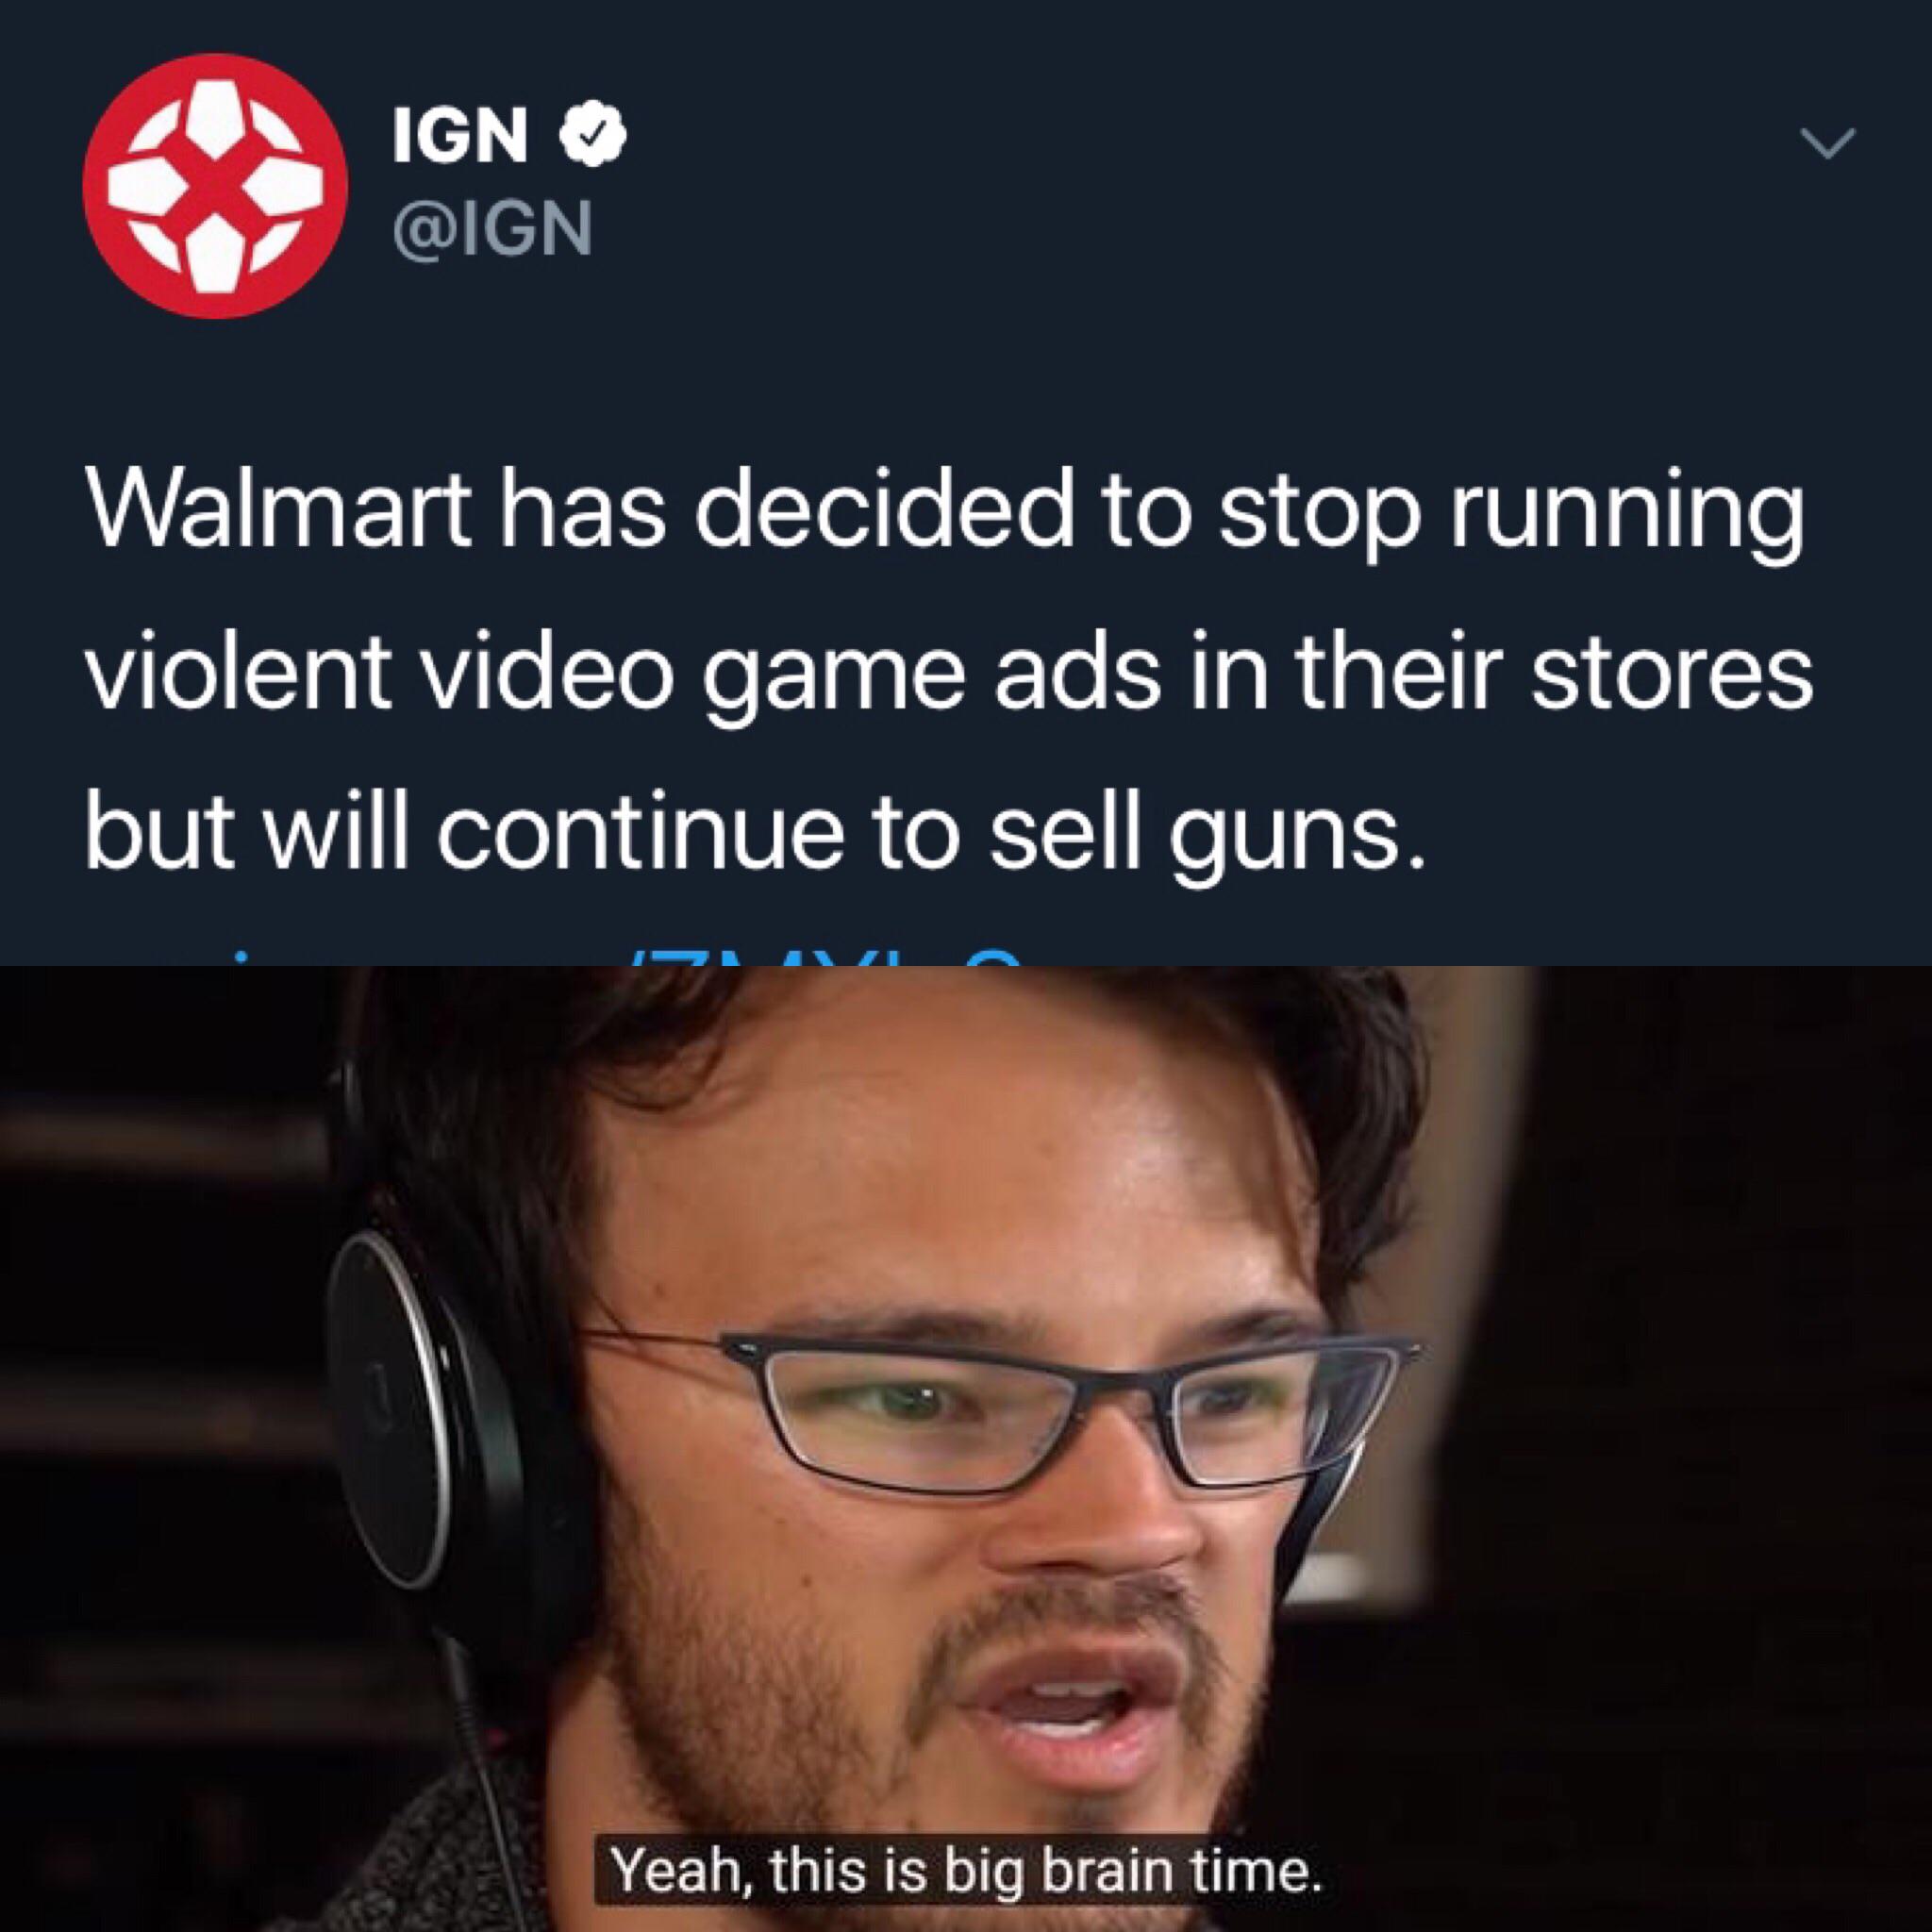 IGN
@IGN
Walmart has decided to stop running
violent video game ads in their stores
but will continue to sell guns.
Yeah, this is big brain time.